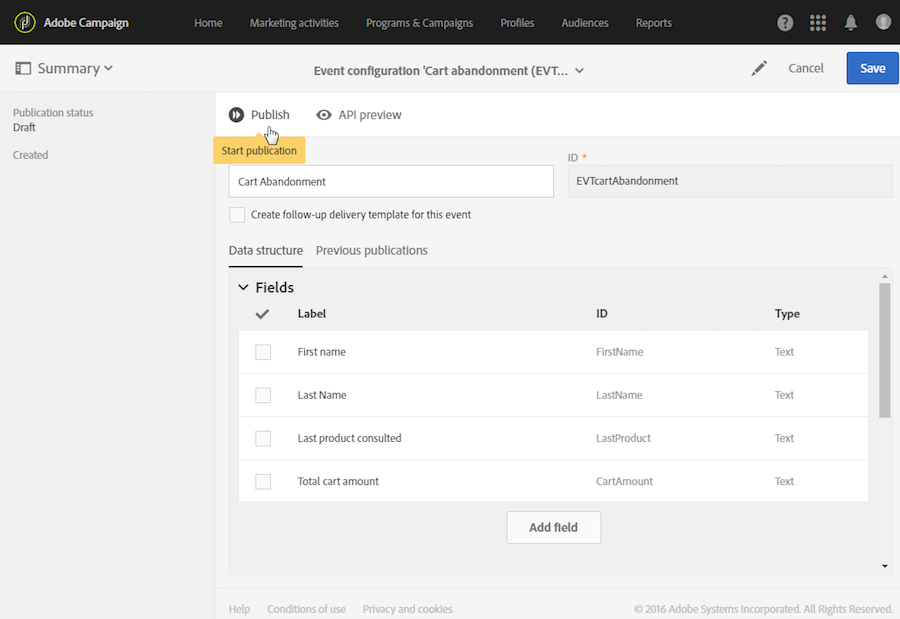 Adobe Campaign Home Marketing activities Programs & Campaigns Profiles Audiences Reports ?
Summary Event configuration 'Cart abandonment (EVT... Cancel Save
Publication status
Draft
Created
Publish API preview
Start publication
ID *
Cart Abandonment EVTcartAbandonment
Create follow-up delivery template for this event
Data structure Previous publications
Fields
Label ID Type
First name FirstName Text
Last Name LastName Text
Last product consulted LastProduct Text
Total cart amount CartAmount Text
Add field
Help Conditions of use Privacy and cookies © 2016 Adobe Systems Incorporated. All Rights Reserved.